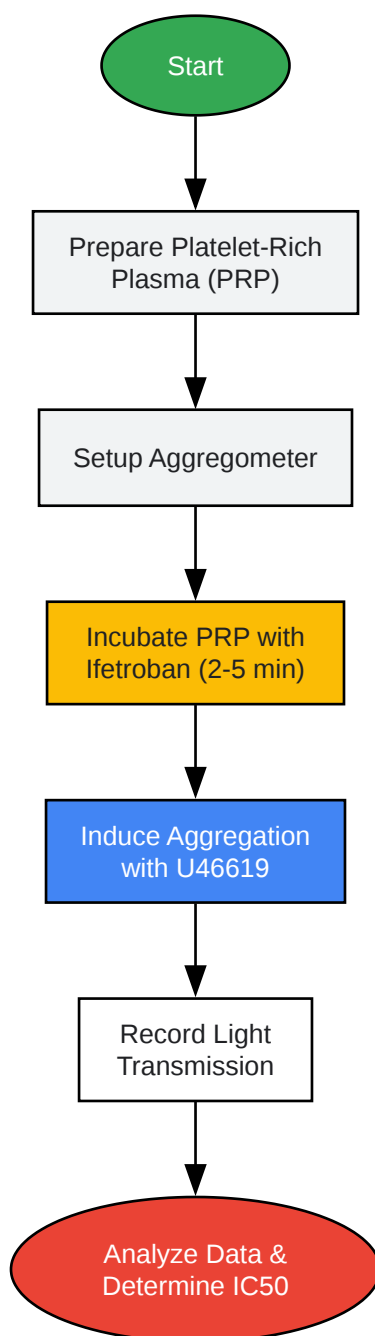 Start
Prepare Platelet-Rich
Plasma (PRP)
Setup Aggregometer
Incubate PRP with
Ifetroban (2-5 min)
Induce Aggregation
with U46619
Record Light
Transmission
Analyze Data &
Determine IC50